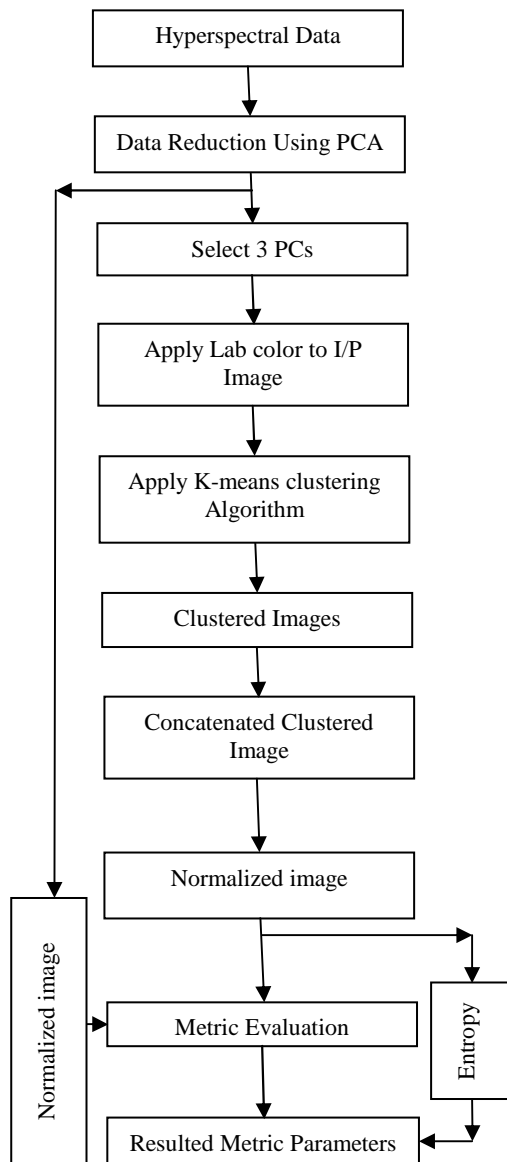 Hyperspectral Data
Data Reduction Using PCA
Select 3 PCs
Apply Lab color to I/P
Image
Apply K-means clustering
Algorithm
Clustered Images
Concatenated Clustered
Image
Normalized image
Normalized image
Metric Evaluation
Entropy
Resulted Metric Parameters